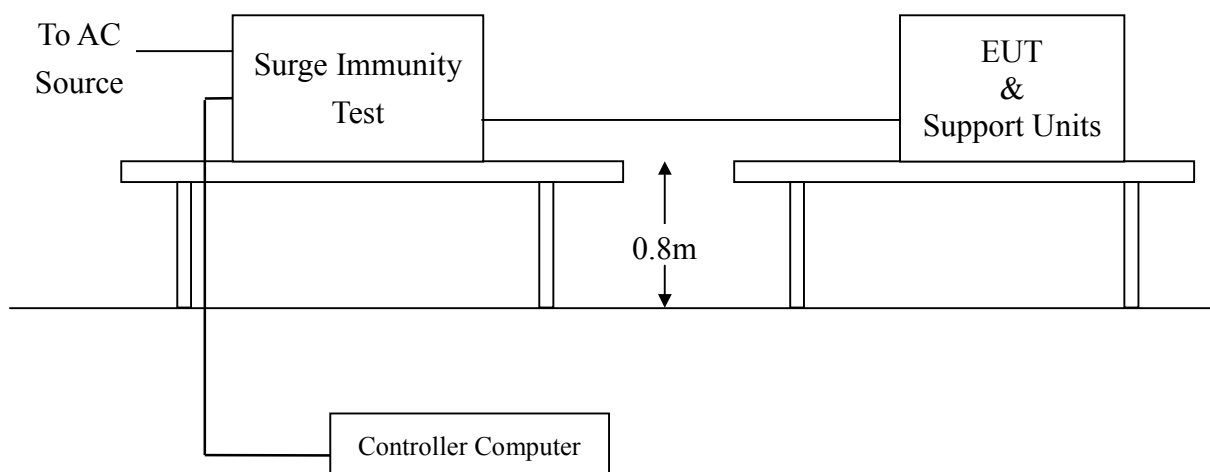 To AC
Source
Surge Immunity
Test
EUT
&
Support Units
0.8m
Controller Computer